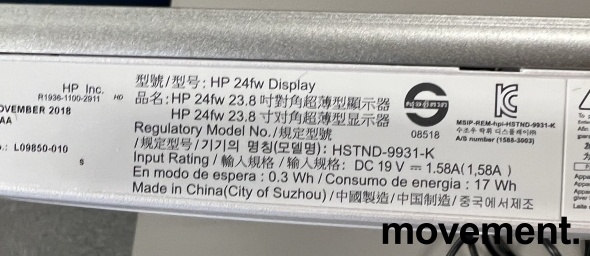 HP Inc.
R1936-1100-2911 HD
NOVEMBER 2018
AA
No.: L09850-010
s
型號/型号: HP 24fw Display
品名: HP 24fw 23.8 吋對角超薄型顯示器
HP 24fw 23.8 寸对角超薄型显示器
Regulatory Model No./規定型號
/规定型号/기기의 명칭(모델명): HSTND-9931-K
Input Rating / 輸入規格 / 输入规格: DC 19 V ⎓ 1.58A(1,58A )
En modo de espera : 0.3 Wh / Consumo de energia : 17 Wh
Made in China(City of Suzhou) /中國製造/中国制造/중국에서제조
08518
MSIP-REM-hpi-HSTND-9931-K
A/S number (1588-3003)
movement.